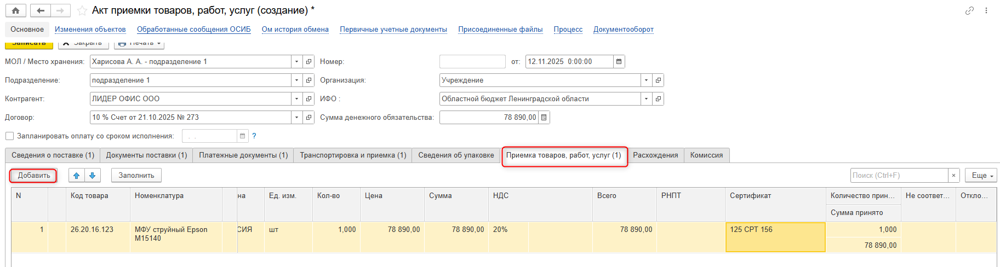 Акт приемки товаров, работ, услуг (создание) *
Основное Изменения объектов Обработанные сообщения ОСИБ Ом история обмена Первичные учетные документы Присоединенные файлы Процесс Документооборот
Записать Закрыть Печать
МОЛ / Место хранения: Харисова А. А. - подразделение 1 Номер: от: 12.11.2025 0:00:00
Подразделение: подразделение 1 Организация: Учреждение
Контрагент: ЛИДЕР ОФИС ООО ИФО : Областной бюджет Ленинградской области
Договор: 10 % Счет от 21.10.2025 № 273 Сумма денежного обязательства: 78 890,00
Запланировать оплату со сроком исполнения: . . ?
Сведения о поставке (1) Документы поставки (1) Платежные документы (1) Транспортировка и приемка (1) Сведения об упаковке Приемка товаров, работ, услуг (1) Расхождения Комиссия
Добавить Заполнить Поиск (Ctrl+F) × Еще
N Код товара Номенклатура на Ед. изм. Кол-во Цена Сумма НДС Всего РНПТ Сертификат Количество прин... Не соответ... Откло...
Сумма принято
1 26.20.16.123 МФУ струйный Epson СИЯ шт 1,000 78 890,00 78 890,00 20% 78 890,00 125 СРТ 156 1,000
M15140
78 890,00